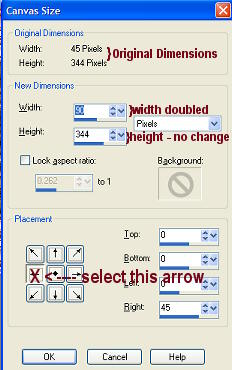 Canvas Size
Original Dimensions
Width: 45 Pixels
Height: 344 Pixels
}Original Dimensions
New Dimensions
Width: 90 }width doubled
Pixels
Height: 344 }height - no change
Lock aspect ratio: Background:
0.262 to 1
Placement
Top: 0
Bottom: 0
X <---- select this arrow
Left: 0
Right: 45
OK Cancel Help